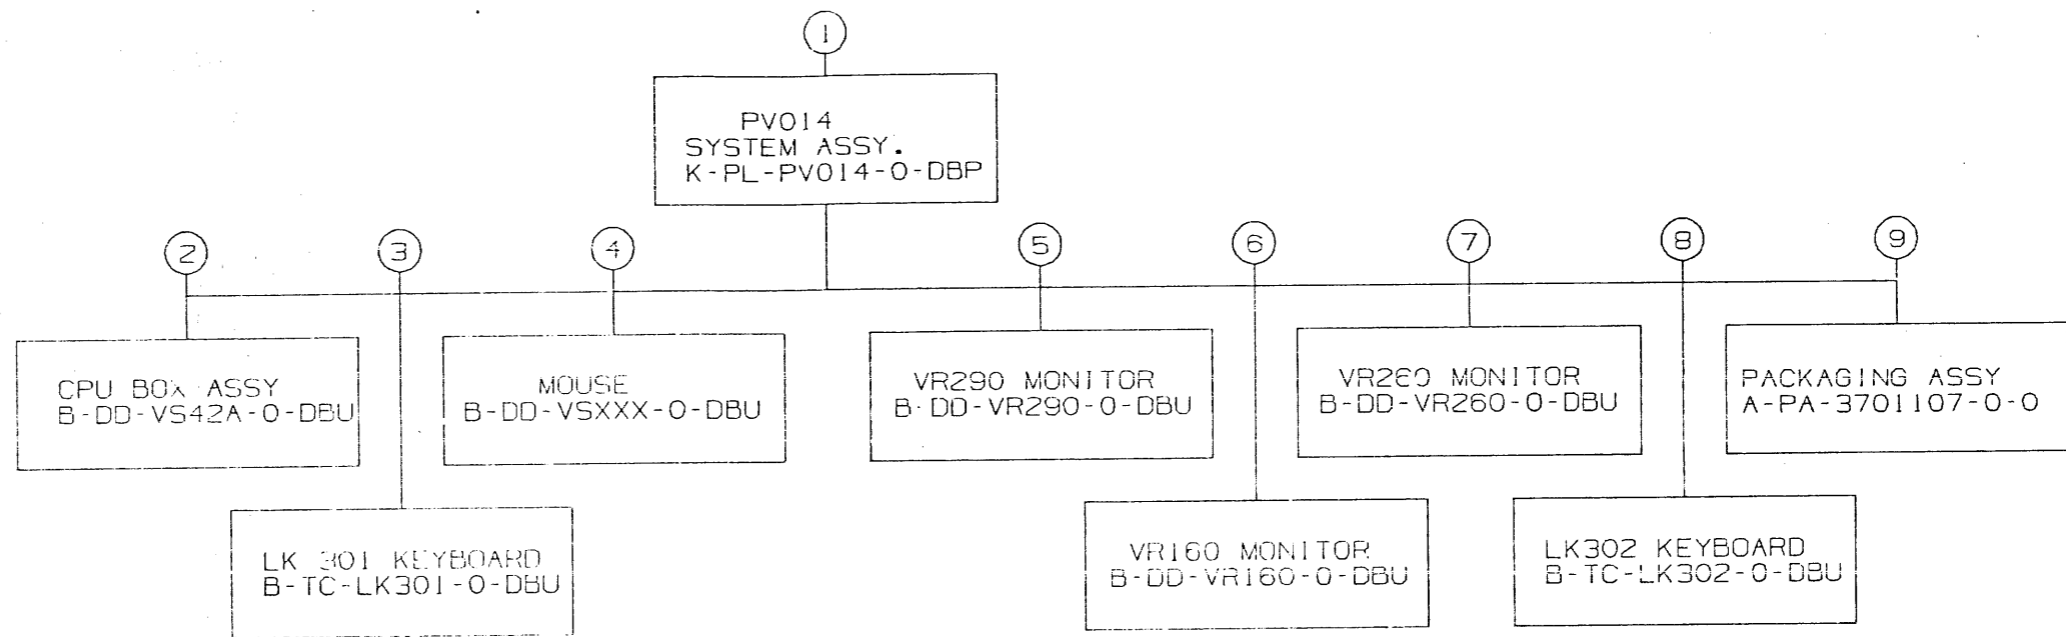 1
PV014
SYSTEM ASSY.
K-PL-PV014-0-DBP
2
3
4
5
6
7
8
9
CPU BOX ASSY
B-DD-VS42A-0-DBU
MOUSE
B-DD-VSXXX-0-DBU
VR290 MONITOR
B-DD-VR290-0-DBU
VR260 MONITOR
B-DD-VR260-0-DBU
PACKAGING ASSY
A-PA-3701107-0-0
LK 301 KEYBOARD
B-TC-LK301-0-DBU
VR160 MONITOR
B-DD-VR160-0-DBU
LK302 KEYBOARD
B-TC-LK302-0-DBU